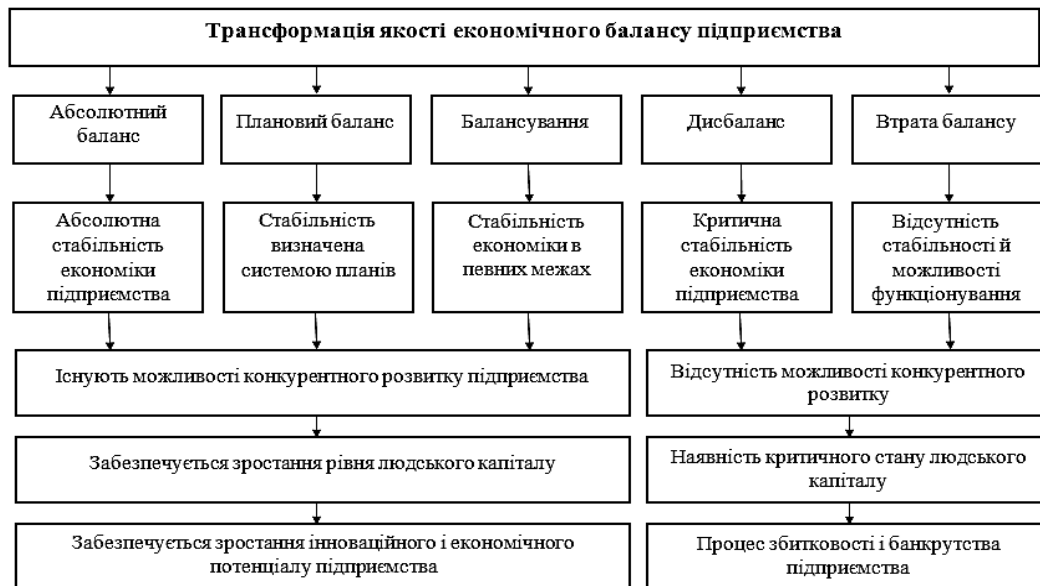 Трансформація якості економічного балансу підприємства
Абсолютний
баланс
Плановий баланс
Балансування
Дисбаланс
Втрата балансу
Абсолютна
стабільність
економіки
підприємства
Стабільність
визначена
системою планів
Стабільність
економіки в
певних межах
Критична
стабільність
економіки
підприємства
Відсутність
стабільності й
можливості
функціонування
Існують можливості конкурентного розвитку підприємства
Відсутність можливості конкурентного
розвитку
Забезпечується зростання рівня людського капіталу
Наявність критичного стану людського
капіталу
Забезпечується зростання інноваційного і економічного
потенціалу підприємства
Процес збитковості і банкрутства
підприємства